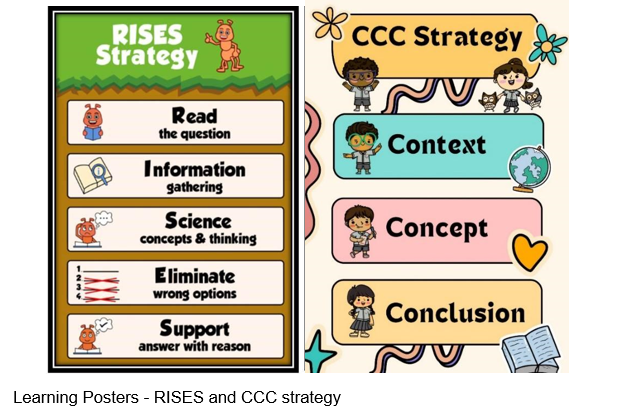 RISES
Strategy
Read
the question
Information
gathering
Science
concepts & thinking
1
2
3
4
Eliminate
wrong options
Support
answer with reason
CCC Strategy
Context
Concept
Conclusion
Learning Posters - RISES and CCC strategy